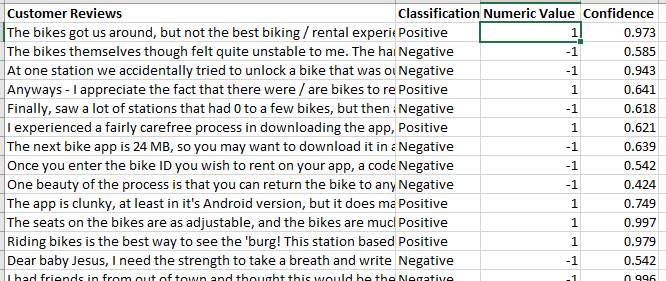 Customer Reviews Classification Numeric Value Confidence
The bikes got us around, but not the best biking / rental experi Positive 1 0.973
The bikes themselves though felt quite unstable to me. The ha Negative -1 0.585
At one station we accidentally tried to unlock a bike that was o Negative -1 0.943
Anyways - I appreciate the fact that there were / are bikes to re Positive 1 0.641
Finally, saw a lot of stations that had 0 to a few bikes, but then Negative -1 0.618
I experienced a fairly carefree process in downloading the app, Positive 1 0.621
The next bike app is 24 MB, so you may want to download it in a Negative -1 0.639
Once you enter the bike ID you wish to rent on your app, a code Negative -1 0.542
One beauty of the process is that you can return the bike to any Negative -1 0.424
The app is clunky, at least in it's Android version, but it does ma Positive 1 0.749
The seats on the bikes are as adjustable, and the bikes are mucl Positive 1 0.997
Riding bikes is the best way to see the 'burg! This station based Positive 1 0.979
Dear baby Jesus, I need the strength to take a breath and write Negative -1 0.542
I had friends in from out of town and thought this would be the Negative -1 0.996